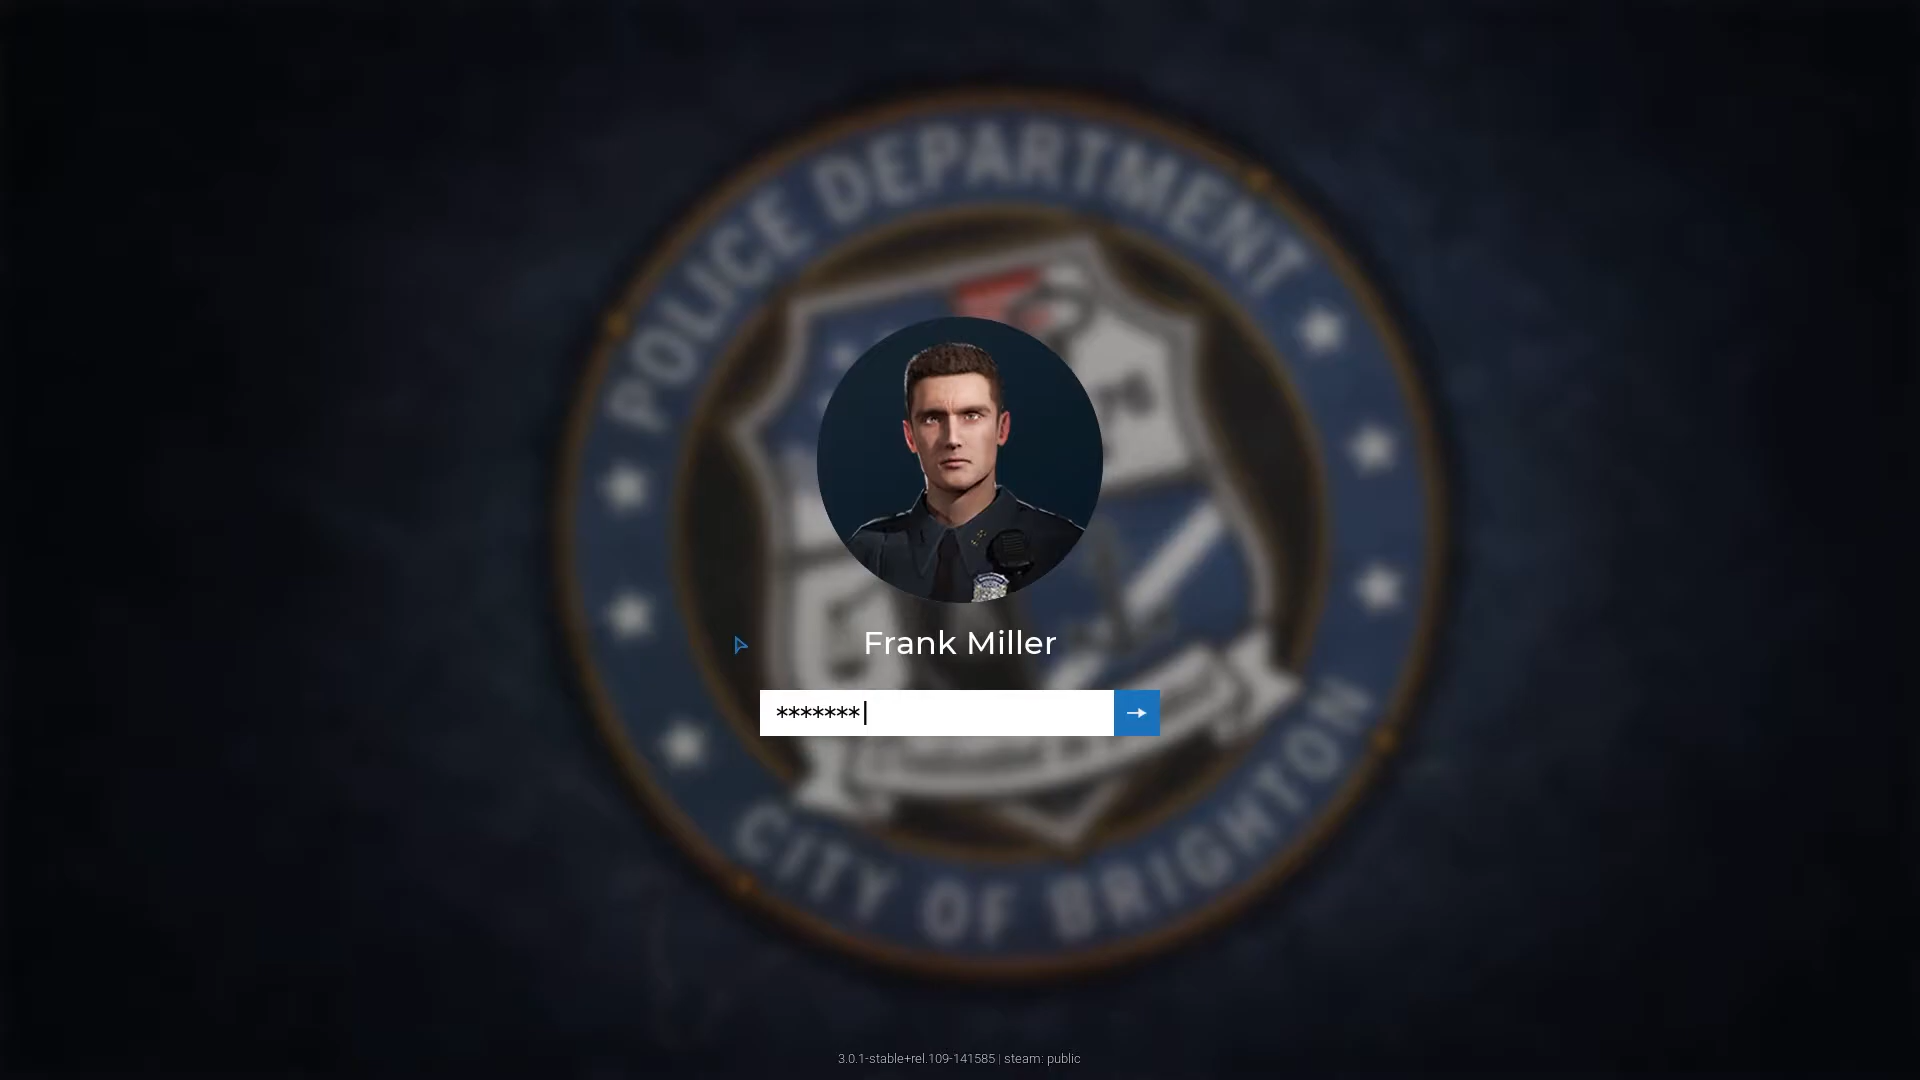 POLICE DEPARTMENT
Frank Miller
*******
CITY OF BRIGHTON
3.0.1-stable+rel.109-141585 | steam: public